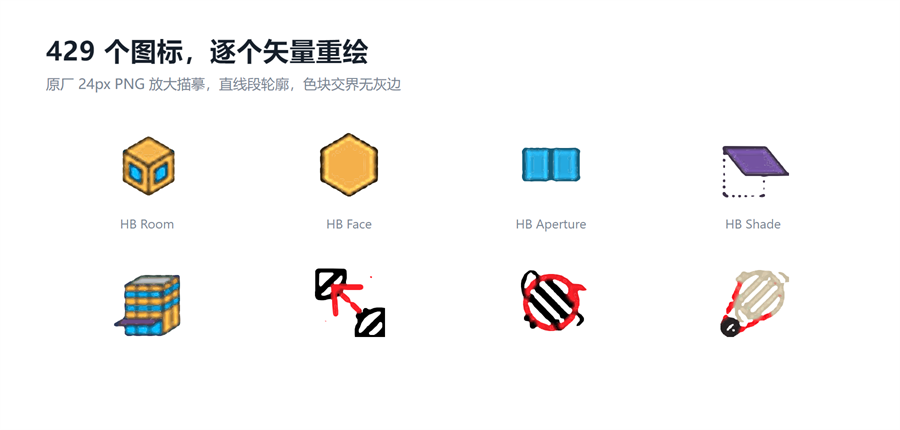 429 个图标，逐个矢量重绘
原厂 24px PNG 放大描摹，直线段轮廓，色块交界无灰边
HB Room
HB Face
HB Aperture
HB Shade